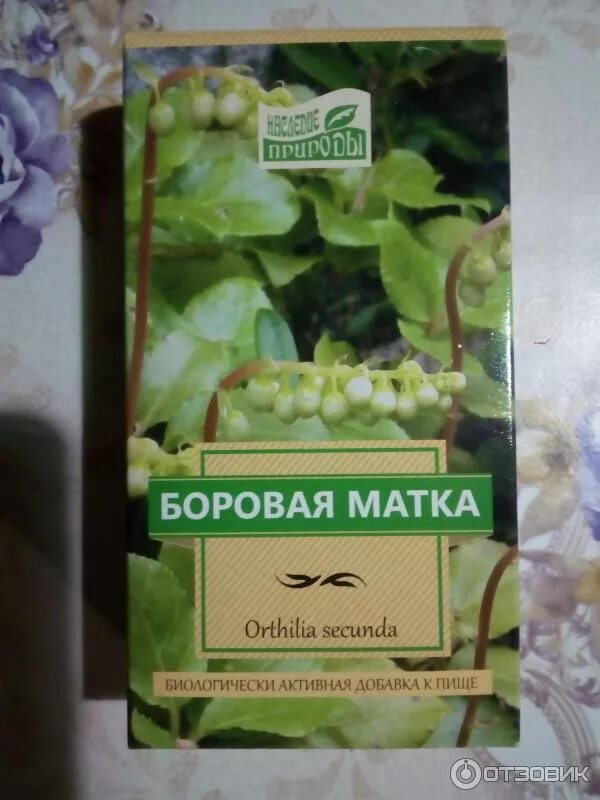 НАСЛЕДИЕ
ПРИРОДЫ
БОРОВАЯ МАТКА
Orthilia secunda
БИОЛОГИЧЕСКИ АКТИВНАЯ ДОБАВКА К ПИЩЕ
ОТЗОВИК